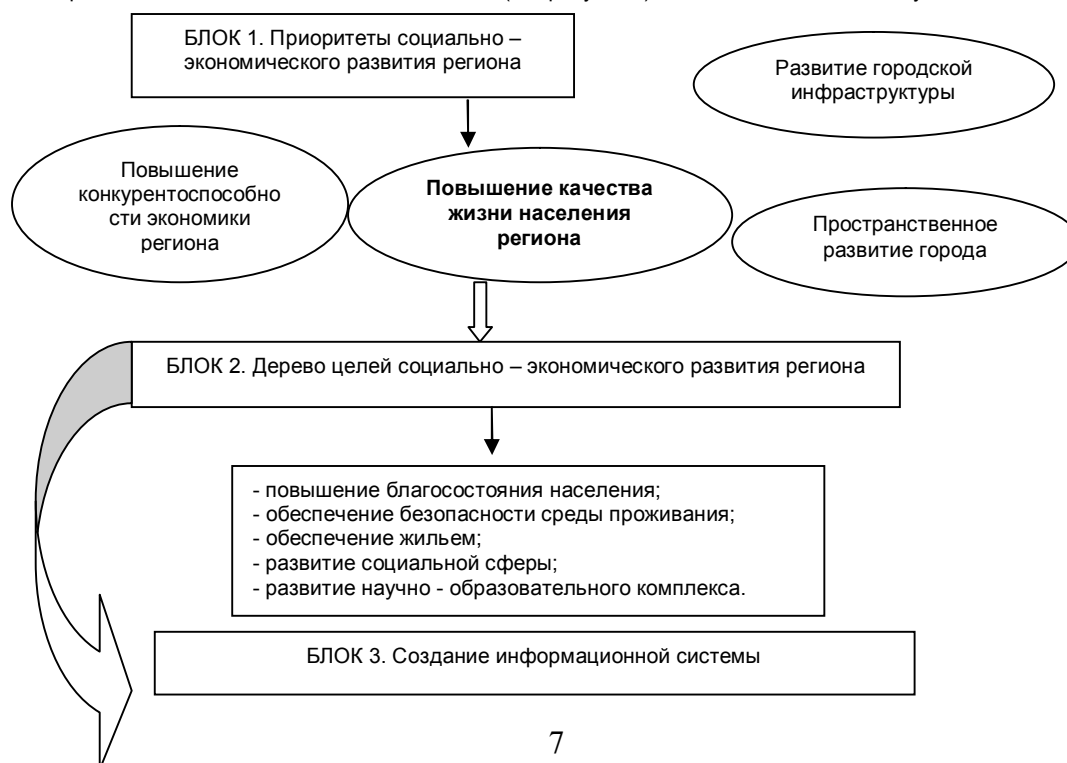 БЛОК 1. Приоритеты социально –
экономического развития региона
Развитие городской
инфраструктуры
Повышение
конкурентоспособно
сти экономики
региона
Повышение качества
жизни населения
региона
Пространственное
развитие города
БЛОК 2. Дерево целей социально – экономического развития региона
- повышение благосостояния населения;
- обеспечение безопасности среды проживания;
- обеспечение жильем;
- развитие социальной сферы;
- развитие научно - образовательного комплекса.
БЛОК 3. Создание информационной системы
7